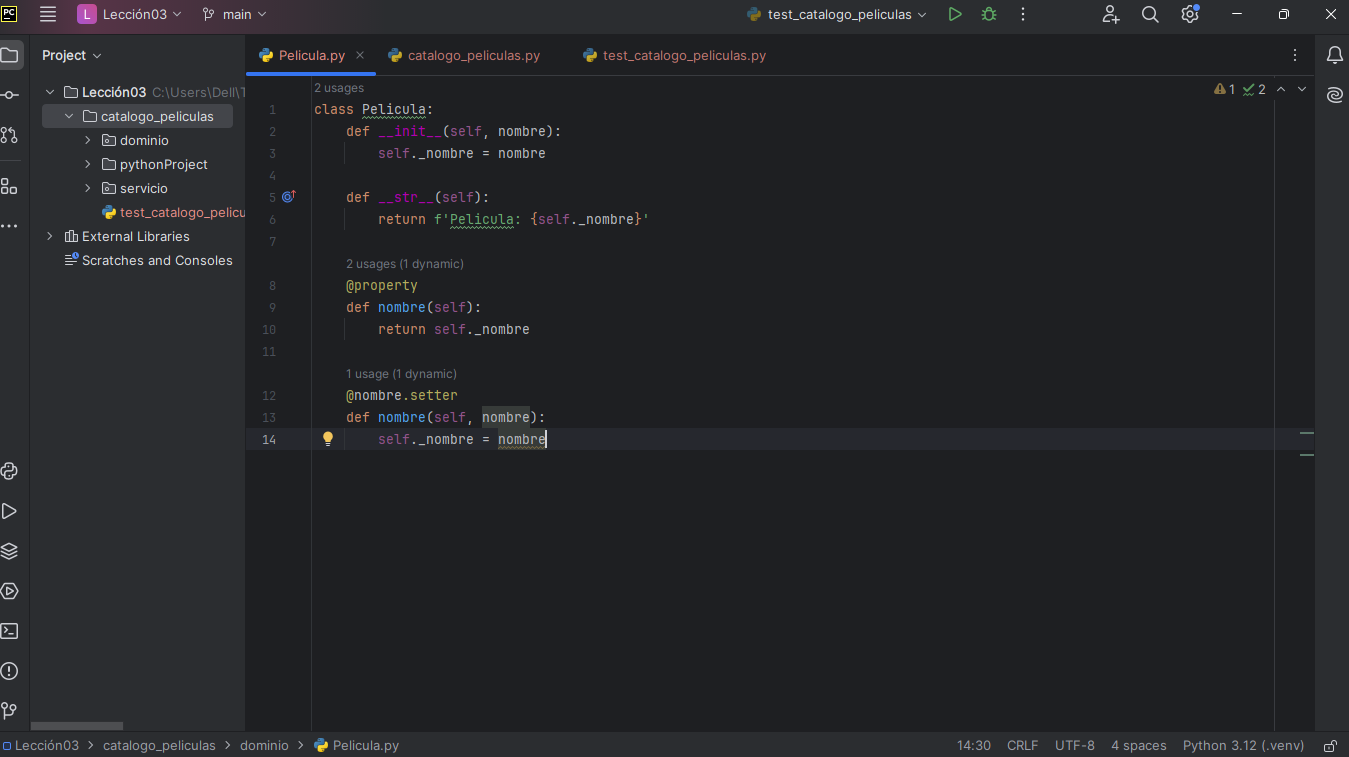 PC L Lección03 main test_catalogo_peliculas
Project
Pelicula.py catalogo_peliculas.py test_catalogo_peliculas.py
Lección03 C:\Users\Dell\T
catalogo_peliculas
dominio
pythonProject
servicio
test_catalogo_pelicu
External Libraries
Scratches and Consoles
1 2
2 usages
1 class Pelicula:
2 def __init__(self, nombre):
3 self._nombre = nombre
4
5 def __str__(self):
6 return f'Pelicula: {self._nombre}'
7
2 usages (1 dynamic)
8 @property
9 def nombre(self):
10 return self._nombre
11
1 usage (1 dynamic)
12 @nombre.setter
13 def nombre(self, nombre):
14 self._nombre = nombre
Lección03 > catalogo_peliculas > dominio > Pelicula.py 14:30 CRLF UTF-8 4 spaces Python 3.12 (.venv)